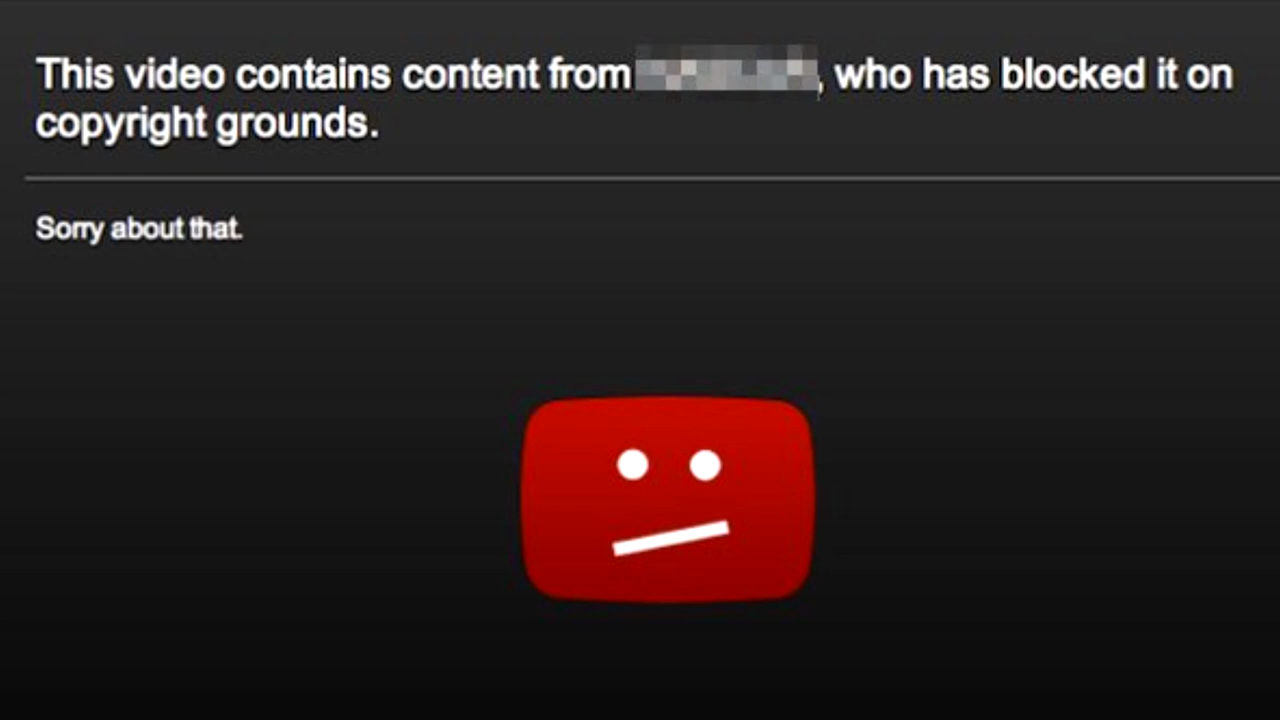 This video contains content from , who has blocked it on
copyright grounds.
Sorry about that.